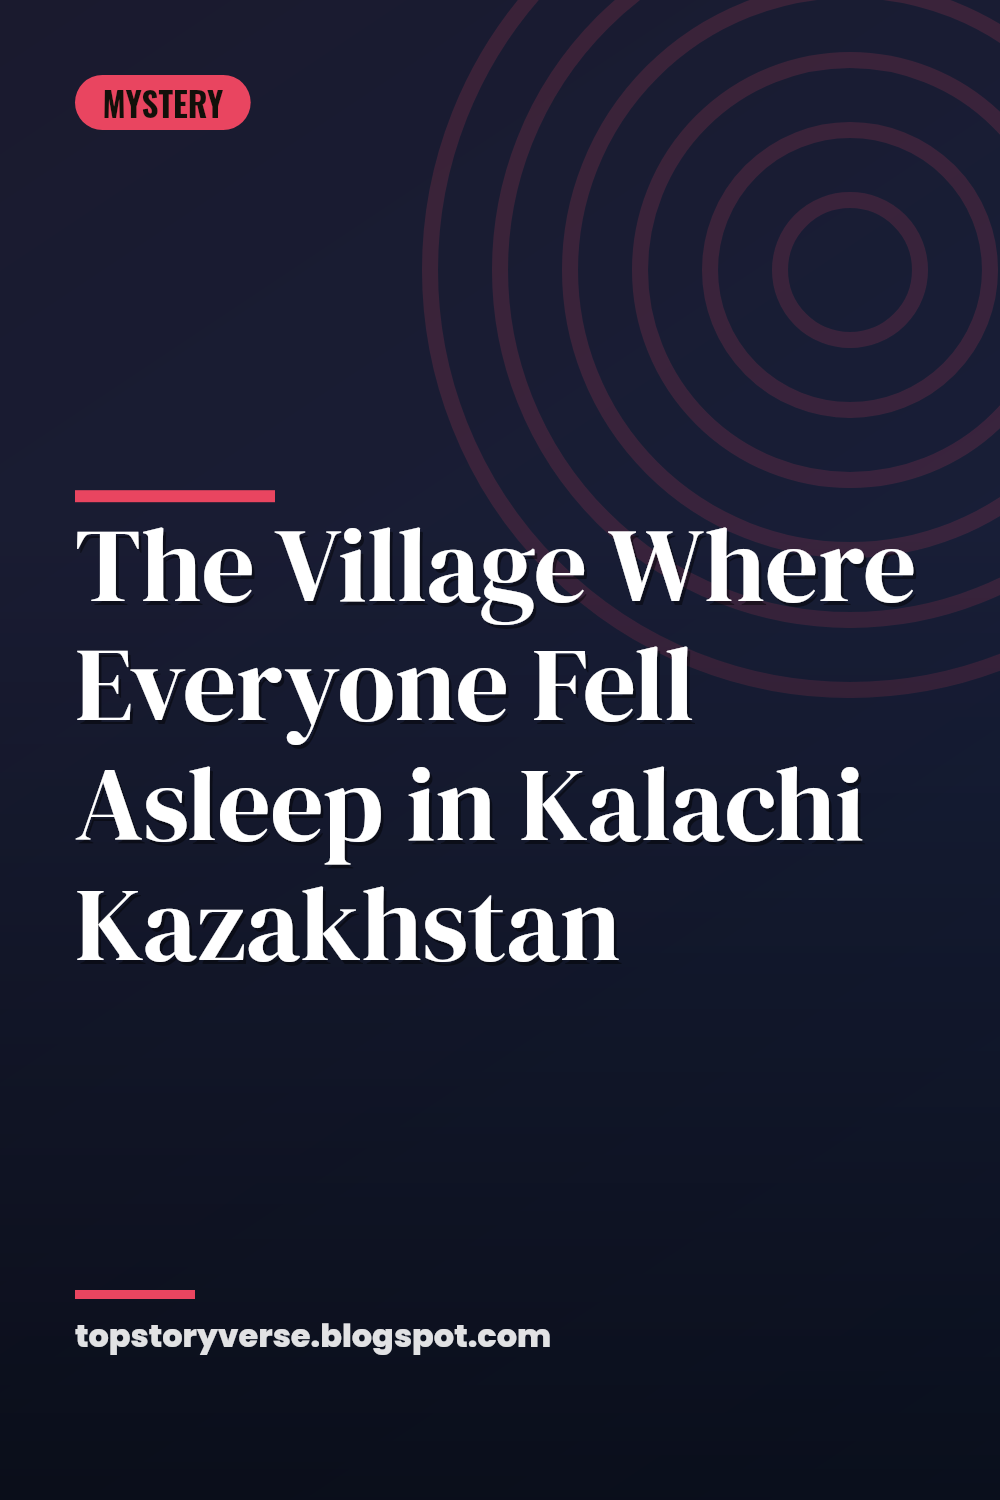 MYSTERY
The Village Where
Everyone Fell
Asleep in Kalachi
Kazakhstan
topstoryverse.blogspot.com